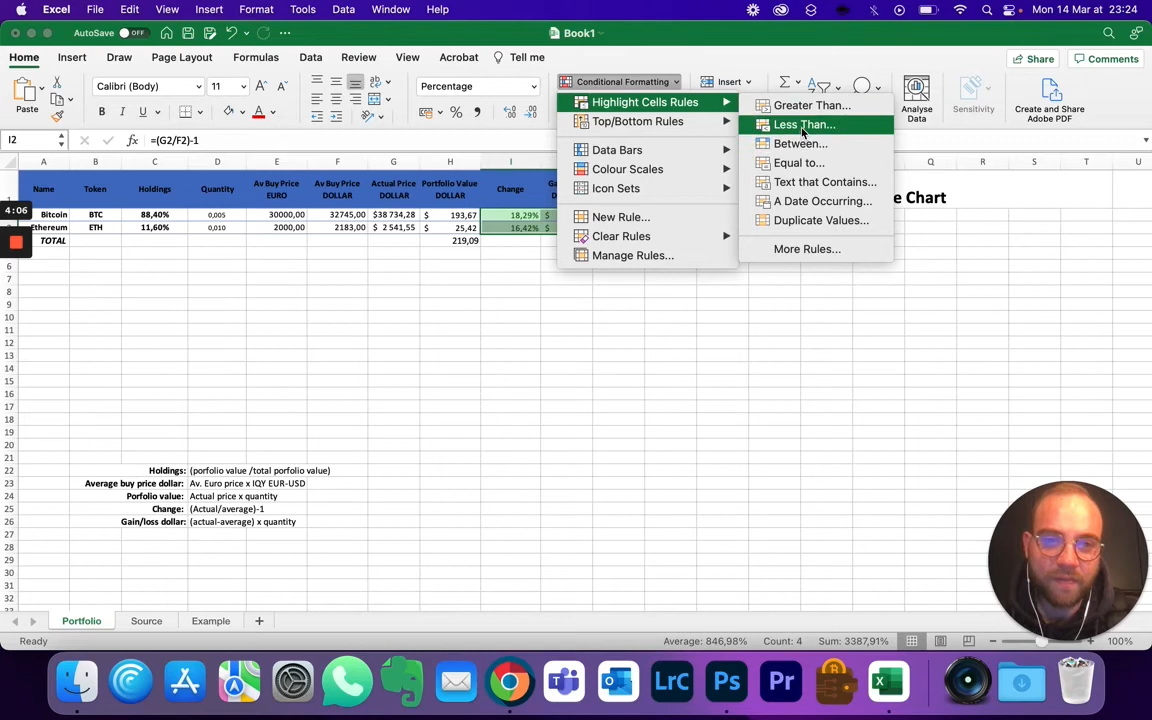 Excel File Edit View Insert Format Tools Data Window Help Mon 14 Mar at 23:24
AutoSave OFF Book1
Home Insert Draw Page Layout Formulas Data Review View Acrobat Tell me Share Comments
Paste Calibri (Body) 11 Percentage Conditional Formatting Insert
B I U A % Analyse Data Sensitivity Create and Share Adobe PDF
Highlight Cells Rules
Top/Bottom Rules
Data Bars
Colour Scales
Icon Sets
New Rule...
Clear Rules
Manage Rules...
Greater Than...
Less Than...
Between...
Equal to...
Text that Contains...
A Date Occurring...
Duplicate Values...
More Rules...
I2 fx =(G2/F2)-1
A B C D E F G H I Q R S T U
Name Token Holdings Quantity Av Buy Price EURO Av Buy Price DOLLAR Actual Price DOLLAR Portfolio Value DOLLAR Change
e Chart
Bitcoin BTC 88,40% 0,005 30000,00 32745,00 $38 734,28 $ 193,67 18,29% $
Ethereum ETH 11,60% 0,010 2000,00 2183,00 $ 2 541,55 $ 25,42 16,42% $
TOTAL 219,09
4:06
6
7
8
9
10
11
12
13
14
15
16
17
18
19
20
21
22 Holdings: (porfolio value /total porfolio value)
23 Average buy price dollar: Av. Euro price x IQY EUR-USD
24 Porfolio value: Actual price x quantity
25 Change: (Actual/average)-1
26 Gain/loss dollar: (actual-average) x quantity
27
28
29
30
31
32
Portfolio Source Example +
Ready Average: 846,98% Count: 4 Sum: 3387,91% 100%
LrC Ps Pr